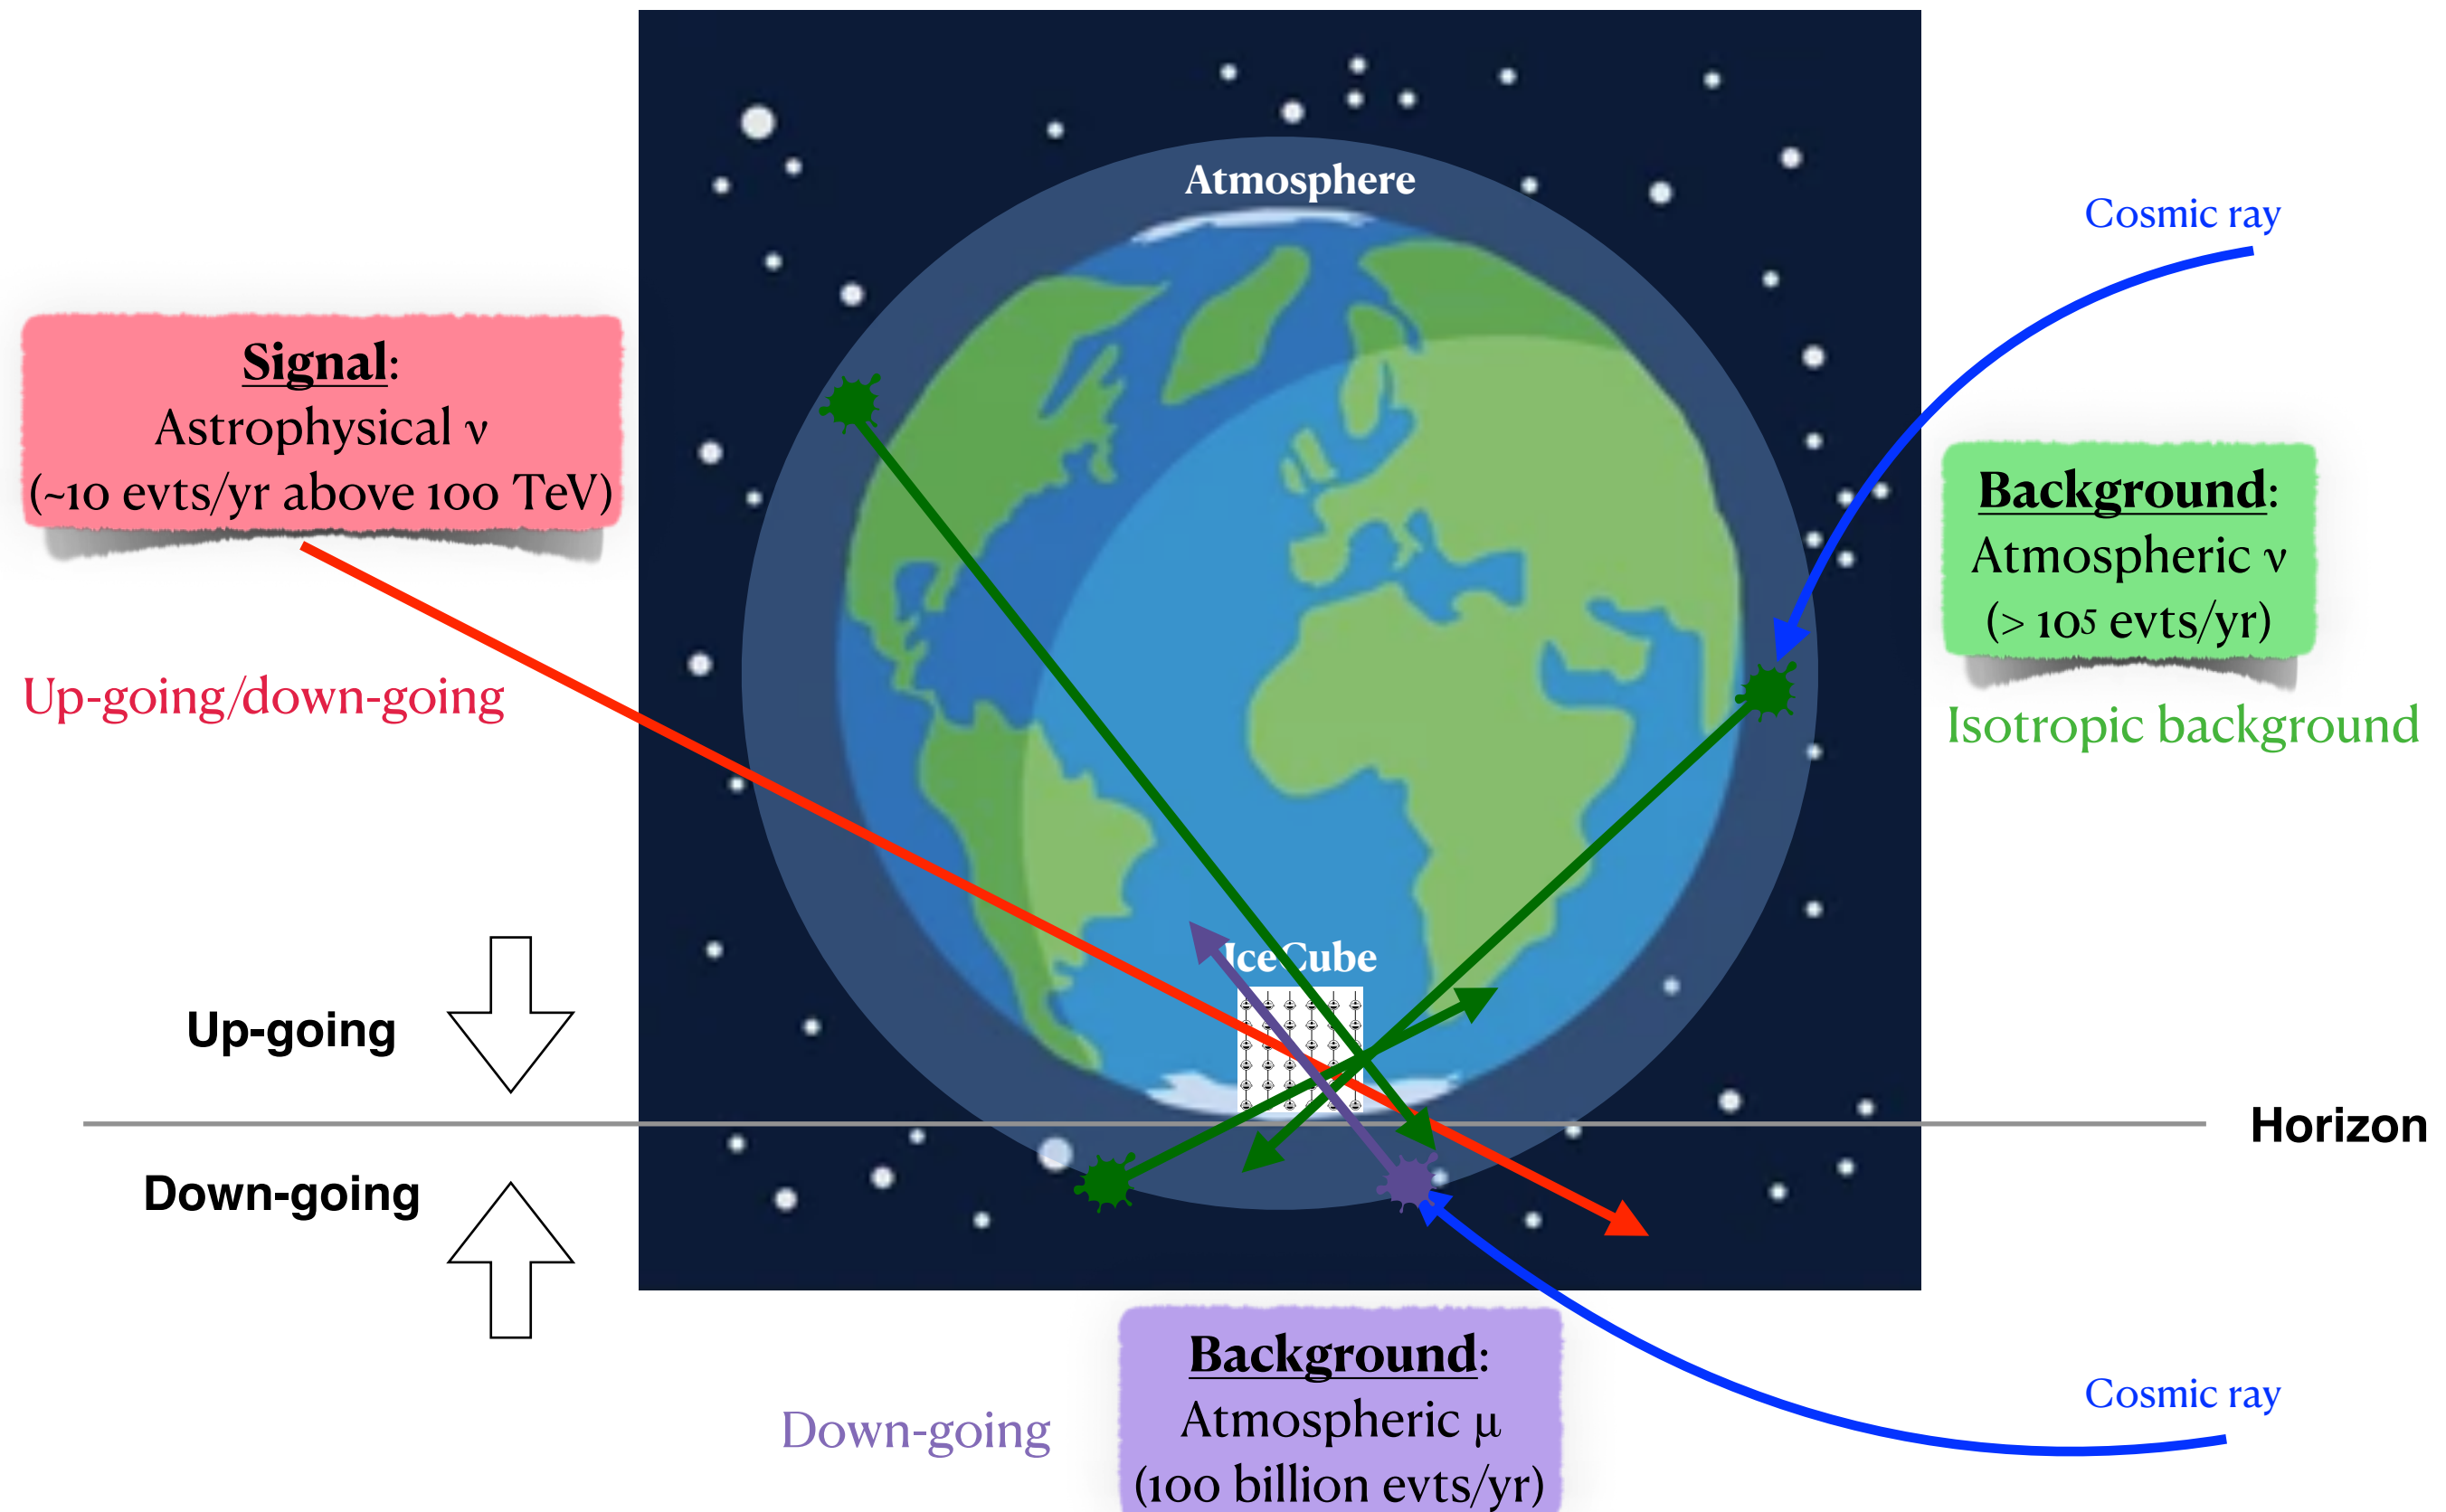 Atmosphere
Cosmic ray
Signal:
Astrophysical ν
(~10 evts/yr above 100 TeV)
Background:
Atmospheric ν
(> 105 evts/yr)
Up-going/down-going
Isotropic background
IceCube
Up-going
Horizon
Down-going
Background:
Atmospheric μ
(100 billion evts/yr)
Down-going
Cosmic ray